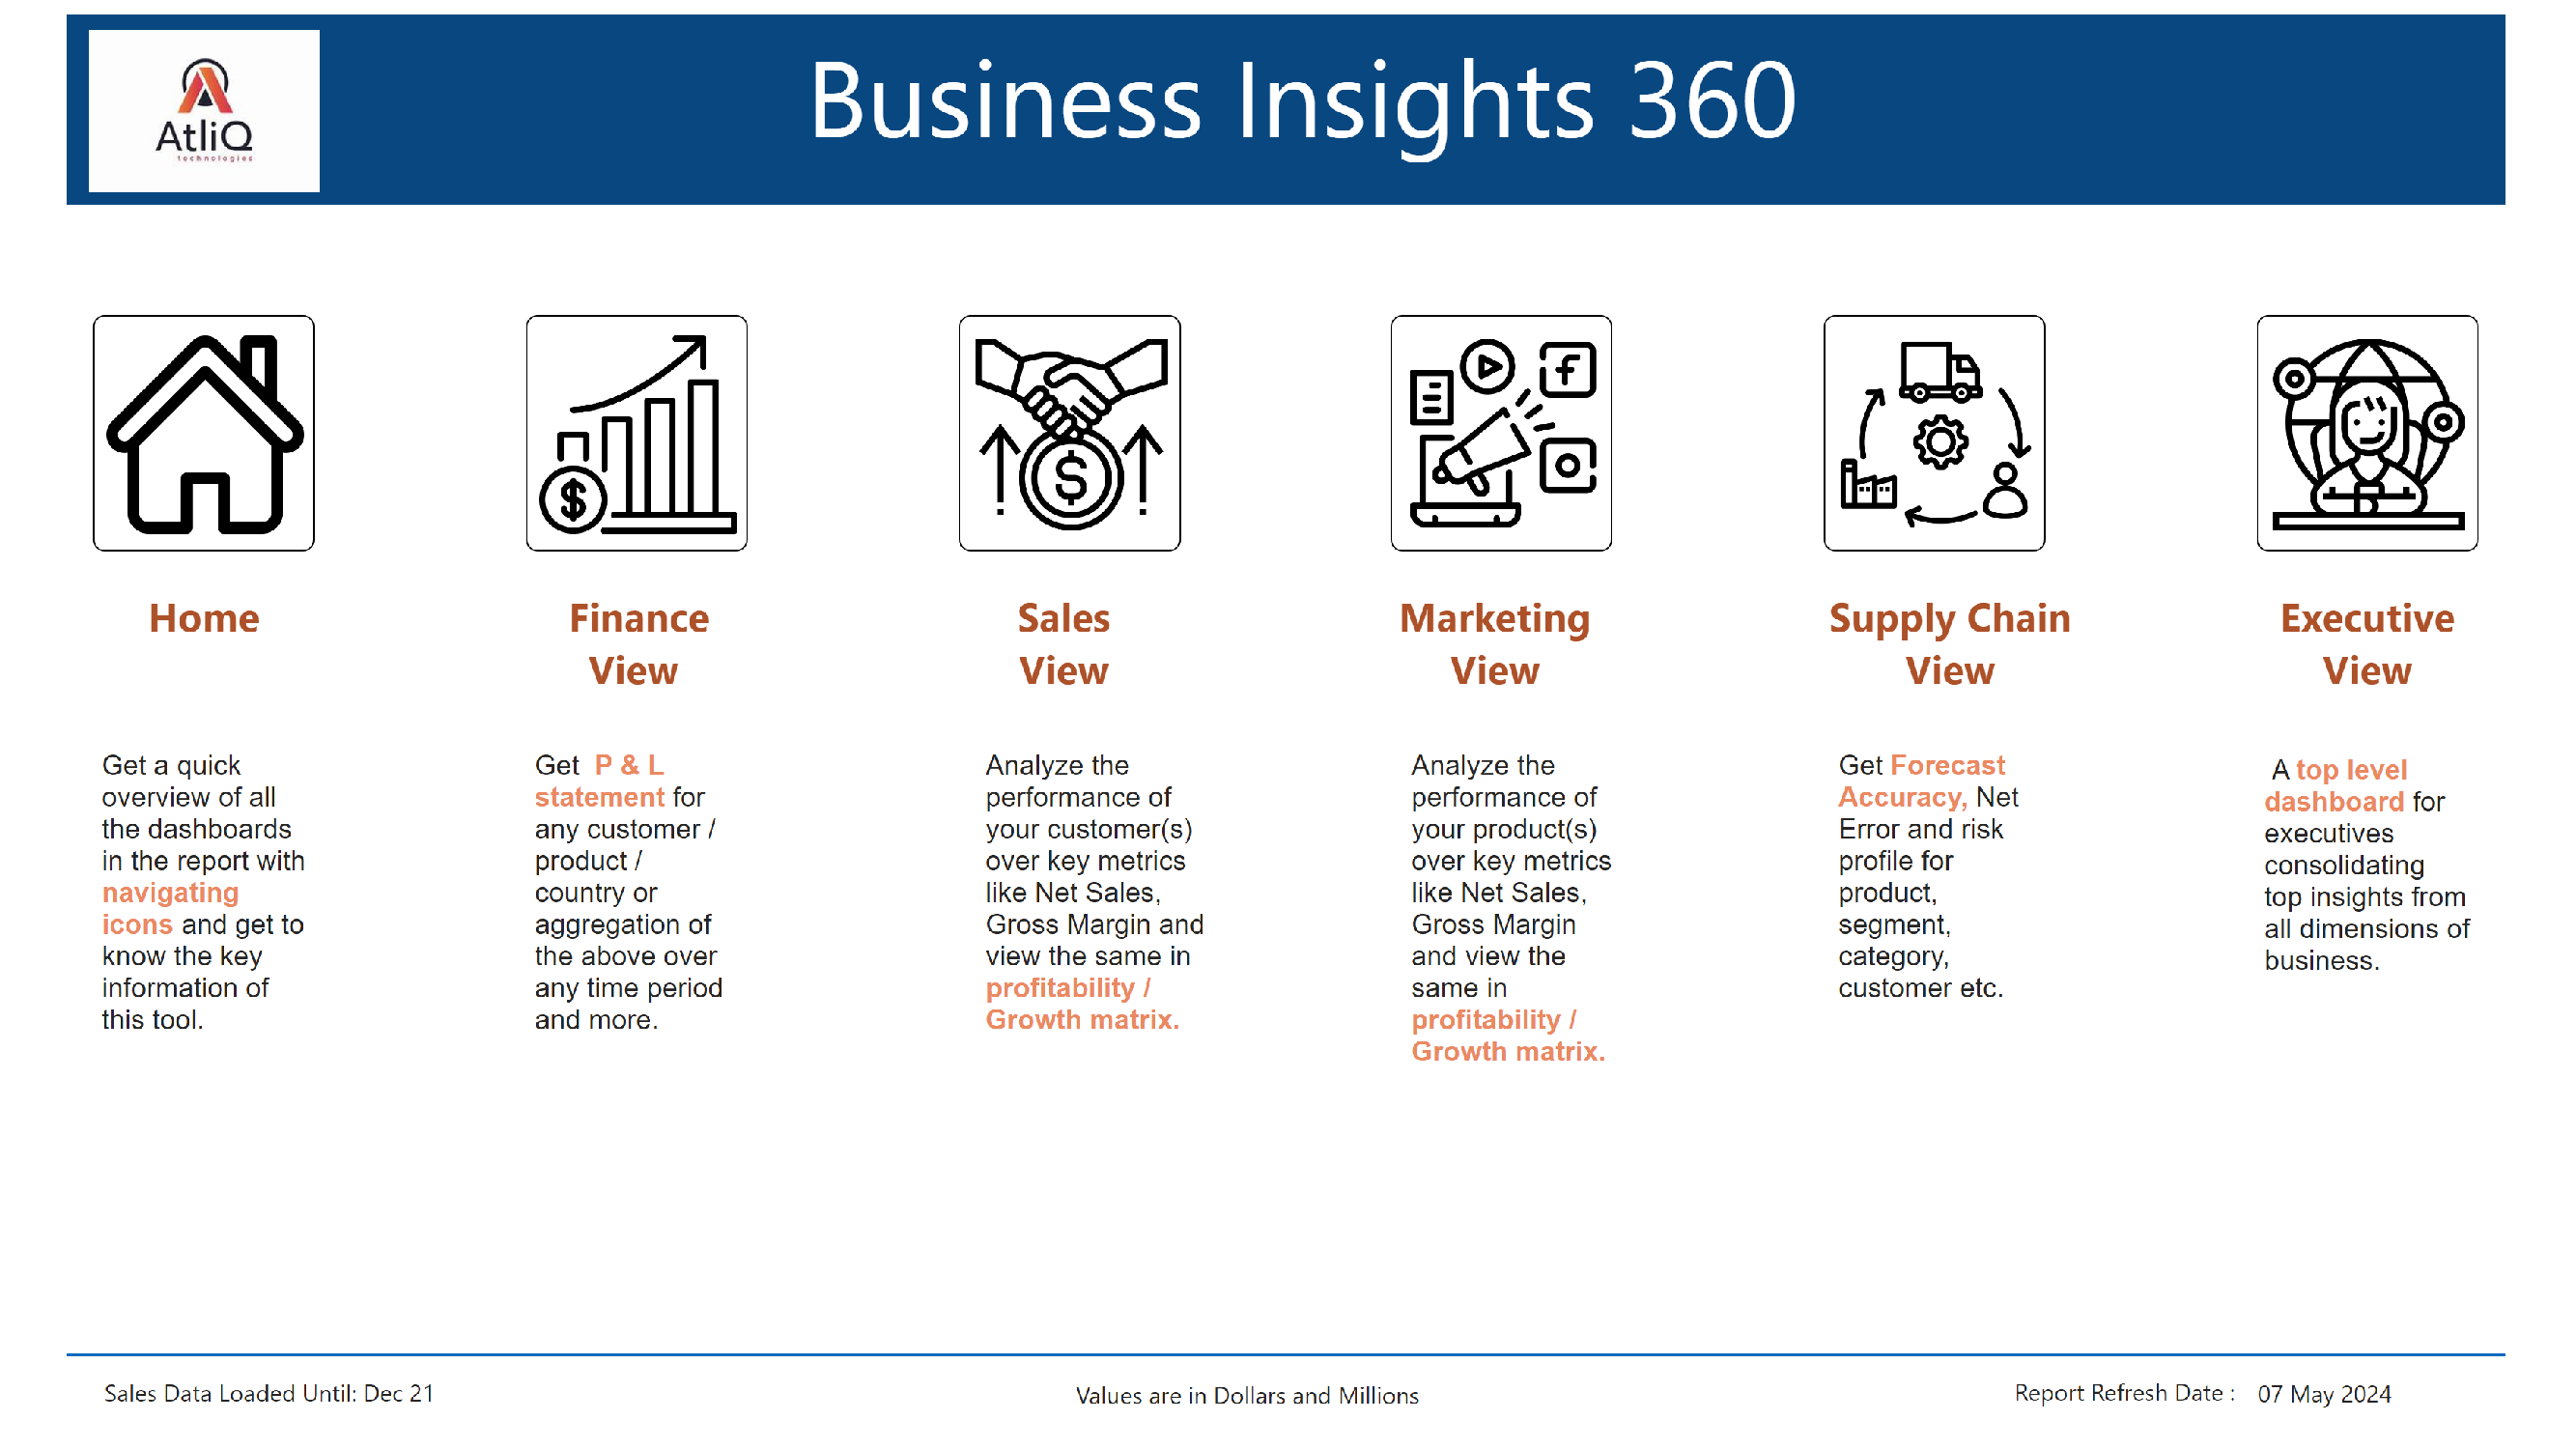 AtliQ
technologies
Business Insights 360
Home
Get a quick
overview of all
the dashboards
in the report with
navigating
icons and get to
know the key
information of
this tool.
Finance
View
Get P & L
statement for
any customer /
product /
country or
aggregation of
the above over
any time period
and more.
Sales
View
Analyze the
performance of
your customer(s)
over key metrics
like Net Sales,
Gross Margin and
view the same in
profitability /
Growth matrix.
Marketing
View
Analyze the
performance of
your product(s)
over key metrics
like Net Sales,
Gross Margin
and view the
same in
profitability /
Growth matrix.
Supply Chain
View
Get Forecast
Accuracy, Net
Error and risk
profile for
product,
segment,
category,
customer etc.
Executive
View
A top level
dashboard for
executives
consolidating
top insights from
all dimensions of
business.
Sales Data Loaded Until: Dec 21
Values are in Dollars and Millions
Report Refresh Date : 07 May 2024